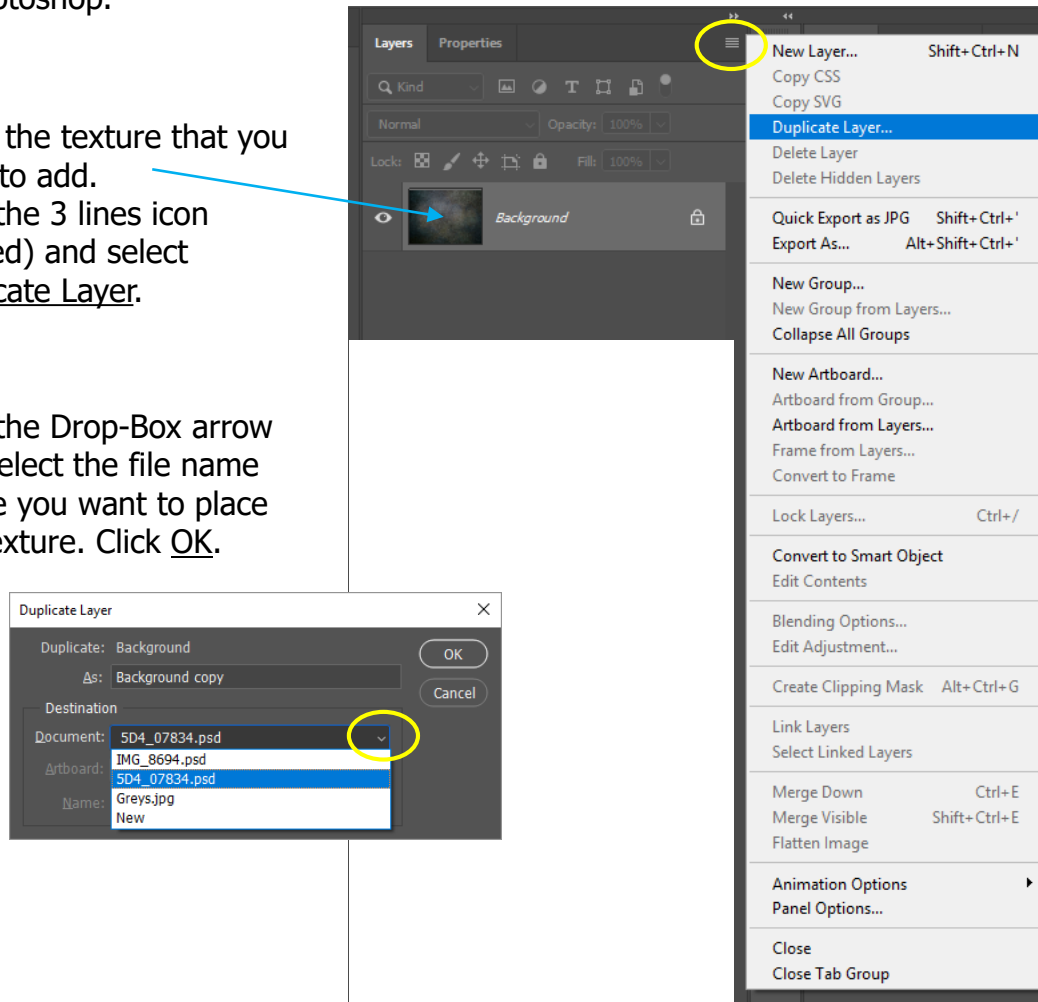 the texture that you
to add.
the 3 lines icon
and select
Layer.
the Drop-Box arrow
elect the file name
you want to place
exture. Click OK.
Layers Properties
Kind
Normal Opacity: 100%
Lock: Fill: 100%
Background
New Layer... Shift+Ctrl+N
Copy CSS
Copy SVG
Duplicate Layer...
Delete Layer
Delete Hidden Layers
Quick Export as JPG Shift+Ctrl+'
Export As... Alt+Shift+Ctrl+'
New Group...
New Group from Layers...
Collapse All Groups
New Artboard...
Artboard from Group...
Artboard from Layers...
Frame from Layers...
Convert to Frame
Lock Layers... Ctrl+/
Convert to Smart Object
Edit Contents
Blending Options...
Edit Adjustment...
Create Clipping Mask Alt+Ctrl+G
Link Layers
Select Linked Layers
Merge Down Ctrl+E
Merge Visible Shift+Ctrl+E
Flatten Image
Animation Options
Panel Options...
Close
Close Tab Group
Duplicate Layer
Duplicate: Background
As: Background copy
Destination
Document: 5D4_07834.psd
IMG_8694.psd
5D4_07834.psd
Greys.jpg
New
Artboard:
Name:
OK
Cancel